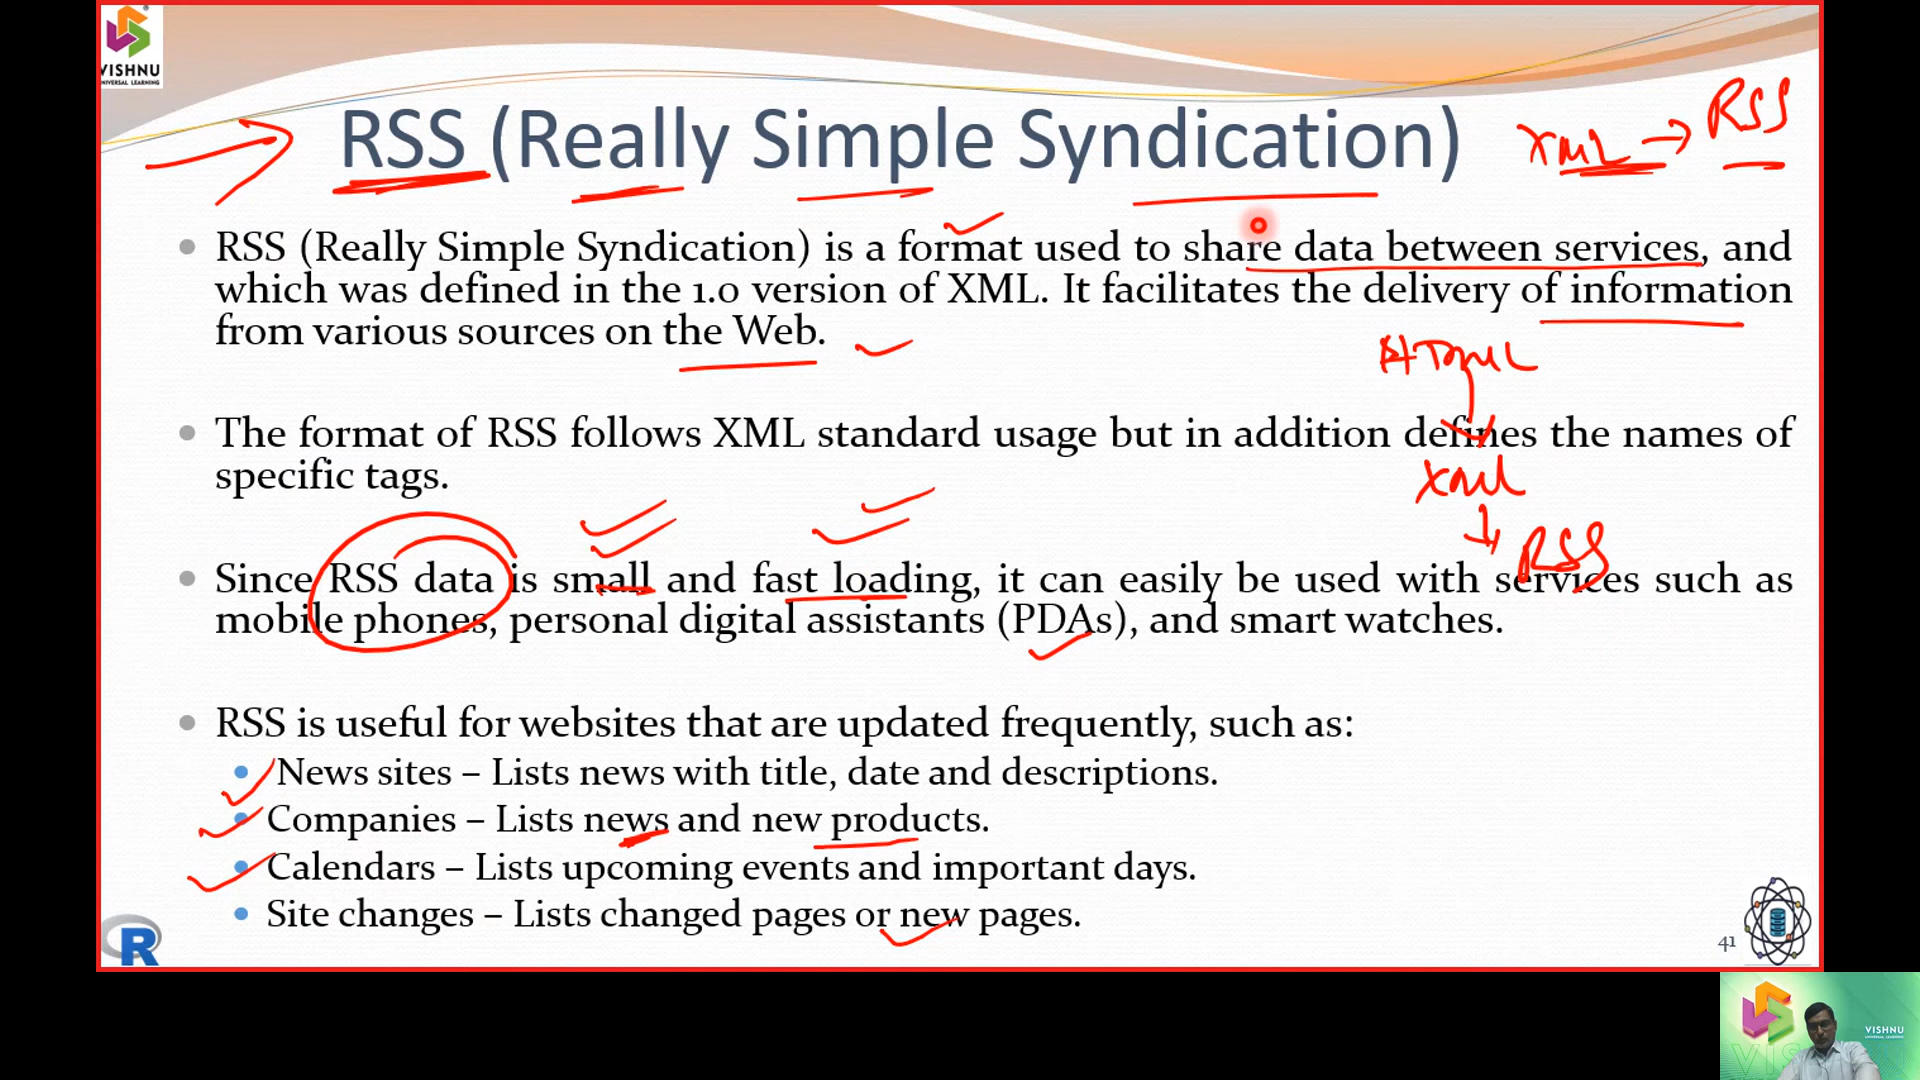 VISHNU
UNIVERSAL LEARNING
RSS (Really Simple Syndication)
XML → RSS
• RSS (Really Simple Syndication) is a format used to share data between services, and
which was defined in the 1.0 version of XML. It facilitates the delivery of information
from various sources on the Web.
HTML
• The format of RSS follows XML standard usage but in addition defines the names of
specific tags.
XML
RSS
• Since RSS data is small and fast loading, it can easily be used with services such as
mobile phones, personal digital assistants (PDAs), and smart watches.
• RSS is useful for websites that are updated frequently, such as:
• News sites – Lists news with title, date and descriptions.
• Companies – Lists news and new products.
• Calendars – Lists upcoming events and important days.
• Site changes – Lists changed pages or new pages.
R
41
VISHNU
UNIVERSAL LEARNING